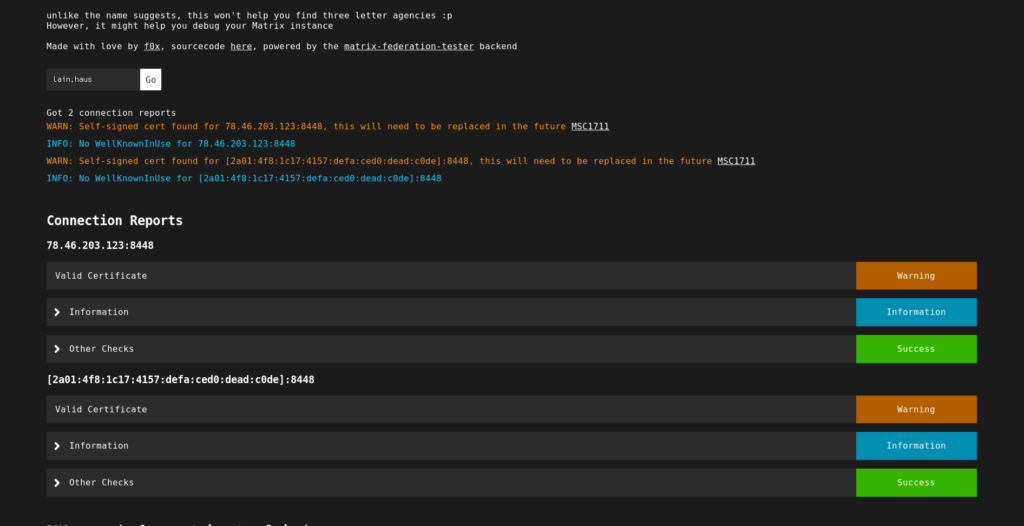 unlike the name suggests, this won't help you find three letter agencies :p
However, it might help you debug your Matrix instance
Made with love by f0x, sourcecode here, powered by the matrix-federation-tester backend
lain.haus Go
Got 2 connection reports
WARN: Self-signed cert found for 78.46.203.123:8448, this will need to be replaced in the future MSC1711
INFO: No WellKnownInUse for 78.46.203.123:8448
WARN: Self-signed cert found for [2a01:4f8:1c17:4157:defa:ced0:dead:c0de]:8448, this will need to be replaced in the future MSC1711
INFO: No WellKnownInUse for [2a01:4f8:1c17:4157:defa:ced0:dead:c0de]:8448
Connection Reports
78.46.203.123:8448
Valid Certificate Warning
Information Information
Other Checks Success
[2a01:4f8:1c17:4157:defa:ced0:dead:c0de]:8448
Valid Certificate Warning
Information Information
Other Checks Success